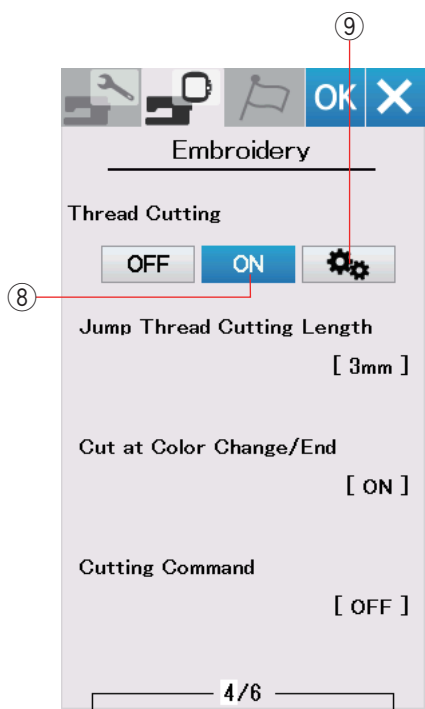 ⑨
OK X
Embroidery
Thread Cutting
OFF ON
⑧
Jump Thread Cutting Length
[ 3mm ]
Cut at Color Change/End
[ ON ]
Cutting Command
[ OFF ]
4/6